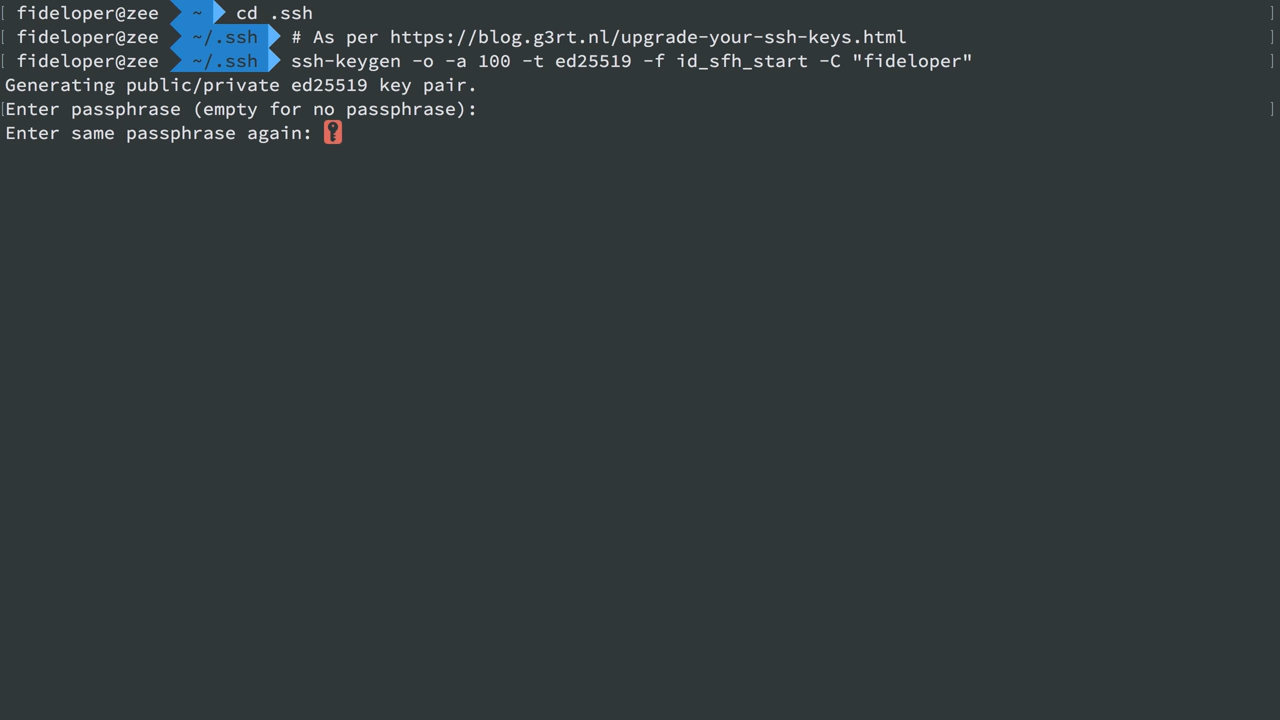 [ fideloper@zee ~ cd .ssh ]
[ fideloper@zee ~/.ssh # As per https://blog.g3rt.nl/upgrade-your-ssh-keys.html ]
[ fideloper@zee ~/.ssh ssh-keygen -o -a 100 -t ed25519 -f id_sfh_start -C "fideloper" ]
Generating public/private ed25519 key pair.
[Enter passphrase (empty for no passphrase): ]
Enter same passphrase again: